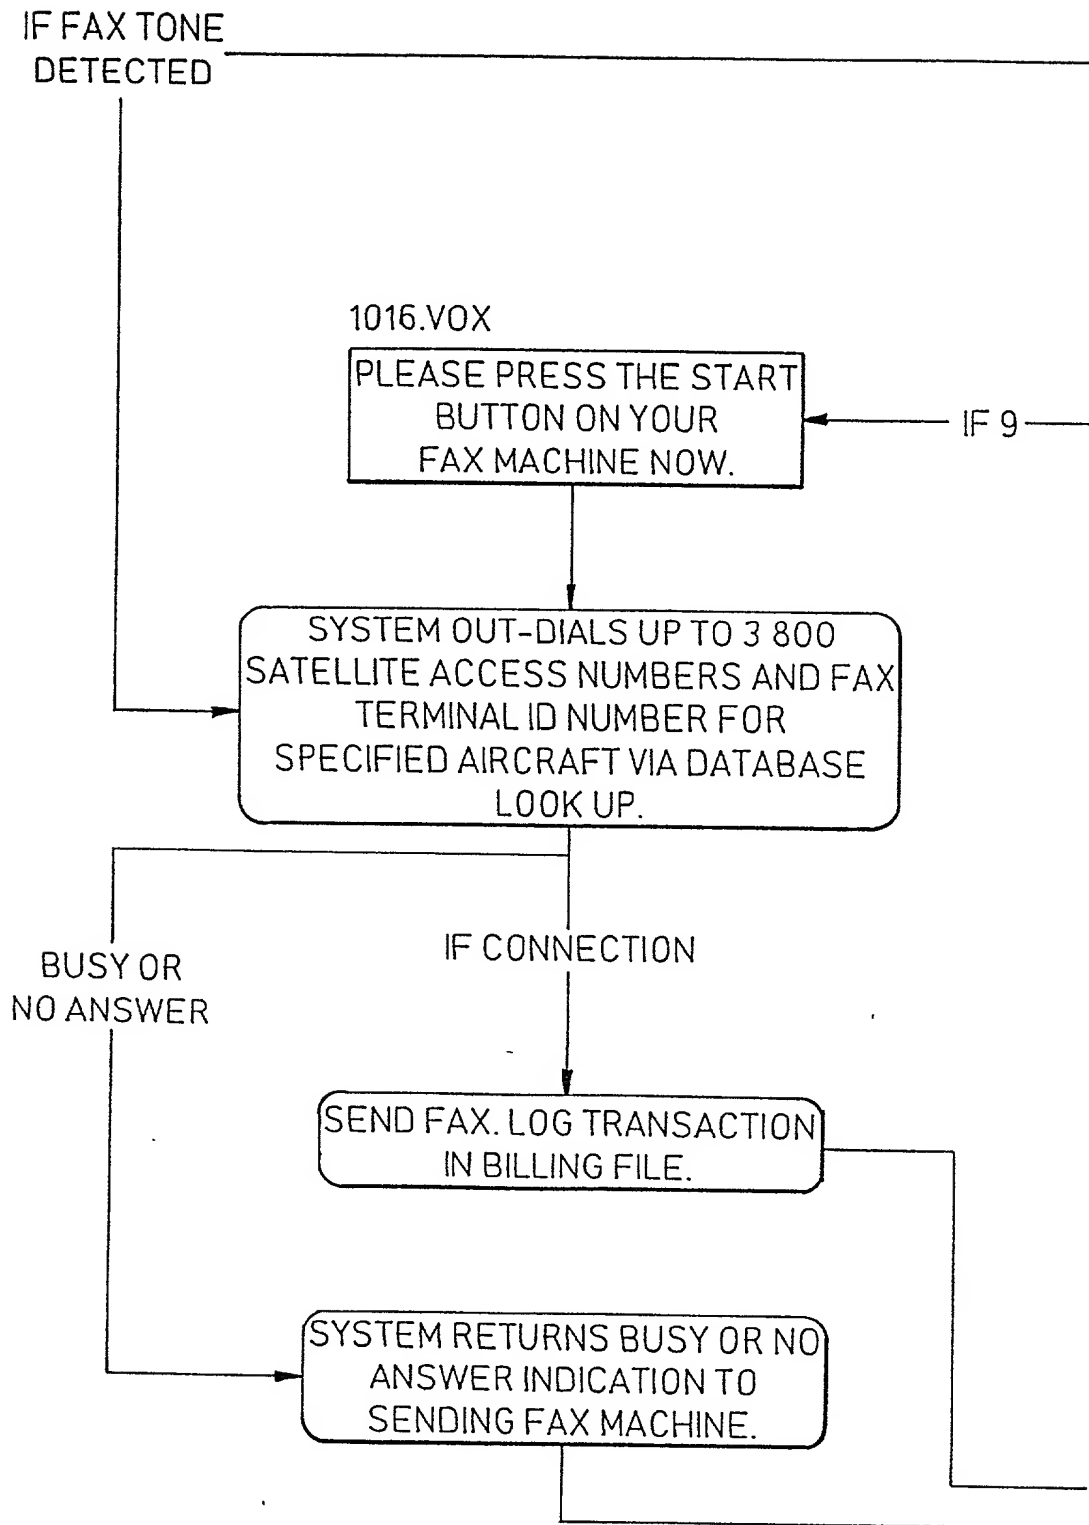 IF FAX TONE
DETECTED
1016.VOX
PLEASE PRESS THE START
BUTTON ON YOUR
FAX MACHINE NOW.
IF 9
SYSTEM OUT-DIALS UP TO 3 800
SATELLITE ACCESS NUMBERS AND FAX
TERMINAL ID NUMBER FOR
SPECIFIED AIRCRAFT VIA DATABASE
LOOK UP.
IF CONNECTION
BUSY OR
NO ANSWER
SEND FAX. LOG TRANSACTION
IN BILLING FILE.
SYSTEM RETURNS BUSY OR NO
ANSWER INDICATION TO
SENDING FAX MACHINE.